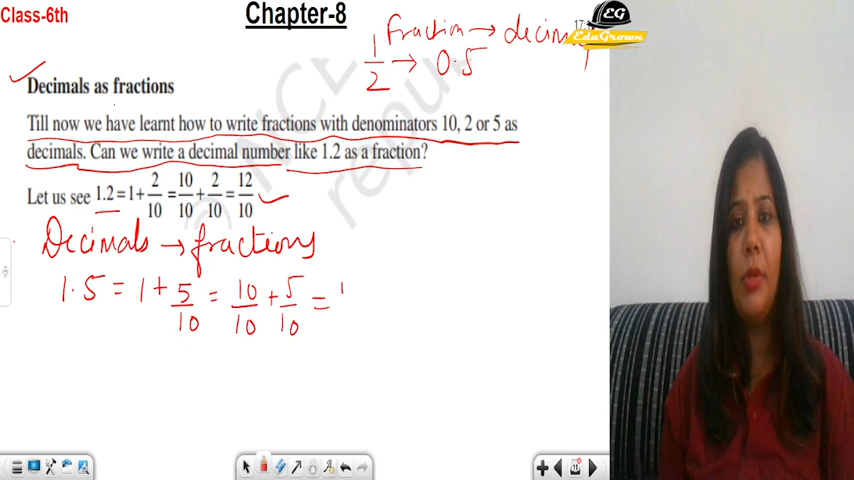 Class-6th
Chapter-8
17:
EG
EduGrown
Fraction → decimal
1/2 → 0.5
✓ Decimals as fractions
Till now we have learnt how to write fractions with denominators 10, 2 or 5 as
decimals. Can we write a decimal number like 1.2 as a fraction?
Let us see 1.2 = 1 + 2/10 = 10/10 + 2/10 = 12/10 ✓
Decimals → fractions
1.5 = 1 + 5/10 = 10/10 + 5/10 =